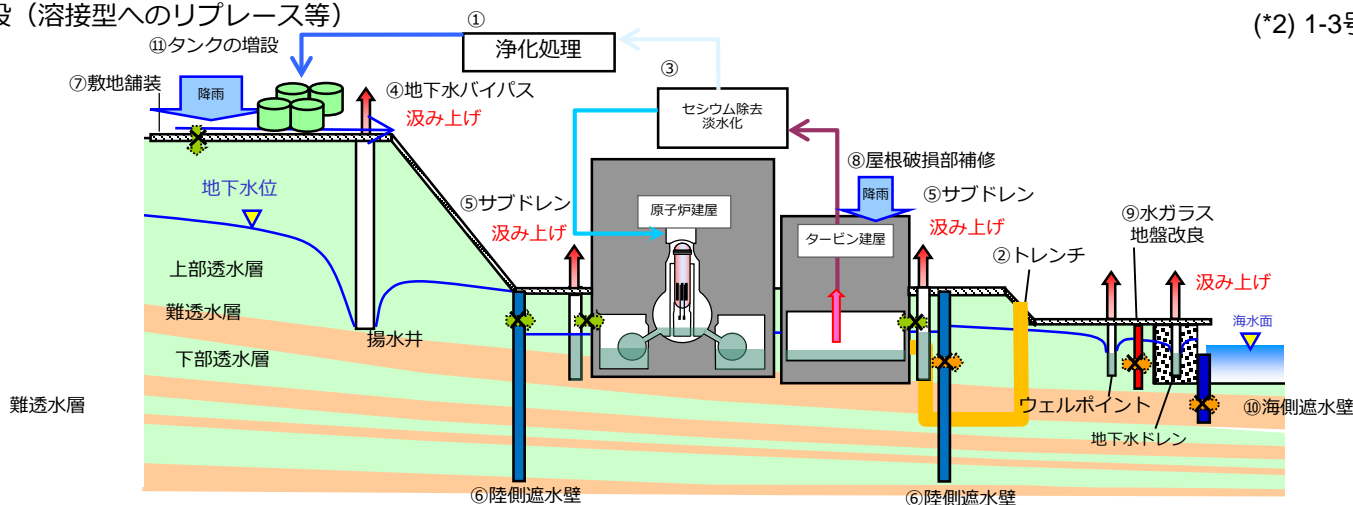 設（溶接型へのリプレース等）
(*2) 1-3号
①
⑪タンクの増設
浄化処理
⑦敷地舗装
降雨
④地下水バイパス
汲み上げ
③
セシウム除去
淡水化
⑧屋根破損部補修
地下水位
⑤サブドレン
汲み上げ
原子炉建屋
降雨
⑤サブドレン
汲み上げ
タービン建屋
⑨水ガラス
地盤改良
②トレンチ
汲み上げ
上部透水層
難透水層
揚水井
海水面
下部透水層
難透水層
ウェルポイント
⑩海側遮水壁
地下水ドレン
⑥陸側遮水壁
⑥陸側遮水壁